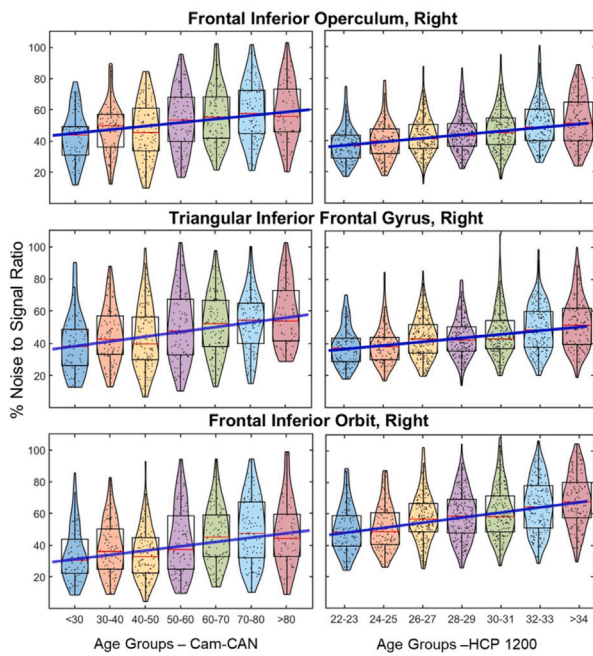 Frontal Inferior Operculum, Right
100
80
60
40
20
Triangular Inferior Frontal Gyrus, Right
100
80
60
40
20
Frontal Inferior Orbit, Right
100
80
60
40
20
% Noise to Signal Ratio
<30 30-40 40-50 50-60 60-70 70-80 >80
22-23 24-25 26-27 28-29 30-31 32-33 >34
Age Groups – Cam-CAN
Age Groups –HCP 1200